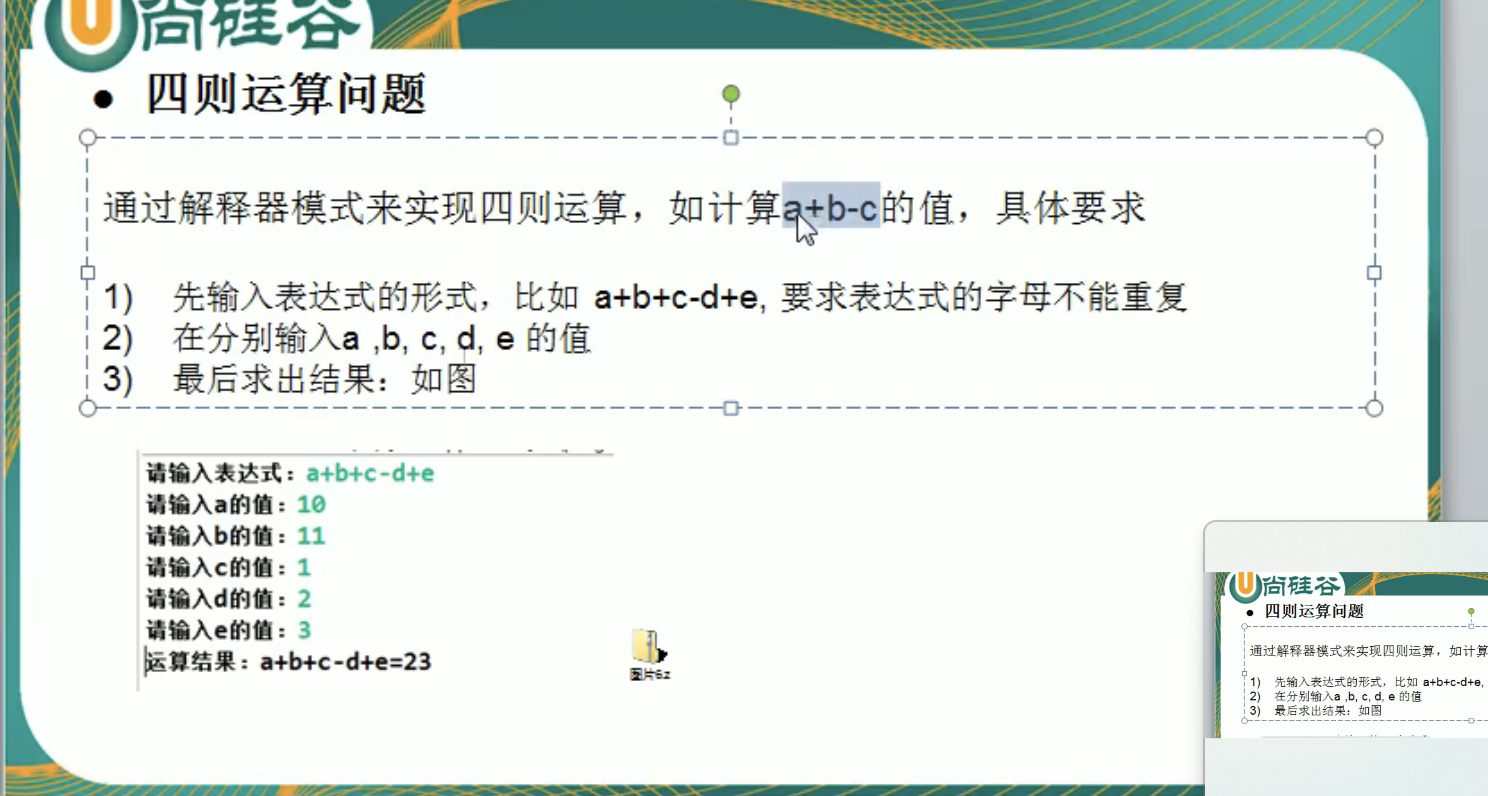 尚硅谷
● 四则运算问题
通过解释器模式来实现四则运算，如计算a+b-c的值，具体要求
1) 先输入表达式的形式，比如 a+b+c-d+e, 要求表达式的字母不能重复
2) 在分别输入a ,b, c, d, e 的值
3) 最后求出结果：如图
请输入表达式：a+b+c-d+e
请输入a的值：10
请输入b的值：11
请输入c的值：1
请输入d的值：2
请输入e的值：3
运算结果：a+b+c-d+e=23
图片6.z
尚硅谷
● 四则运算问题
通过解释器模式来实现四则运算，如计算
1) 先输入表达式的形式，比如 a+b+c-d+e,
2) 在分别输入a ,b, c, d, e 的值
3) 最后求出结果：如图